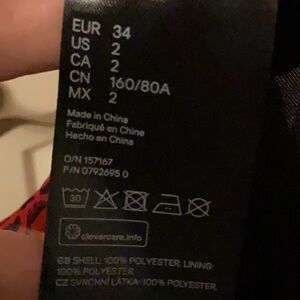 EUR 34
US 2
CA 2
CN 160/80A
MX 2
Made in China
Fabriqué en Chine
Hecho en China
O/N 157167
P/N 0792695 0
30
clevercare.info
GB SHELL: 100% POLYESTER. LINING:
100% POLYESTER.
CZ SVRCHNÍ LÁTKA: 100% POLYESTER.